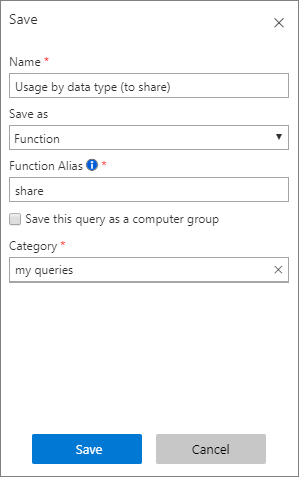 Save
Name *
Usage by data type (to share)
Save as
Function
Function Alias *
share
Save this query as a computer group
Category *
my queries
Save Cancel